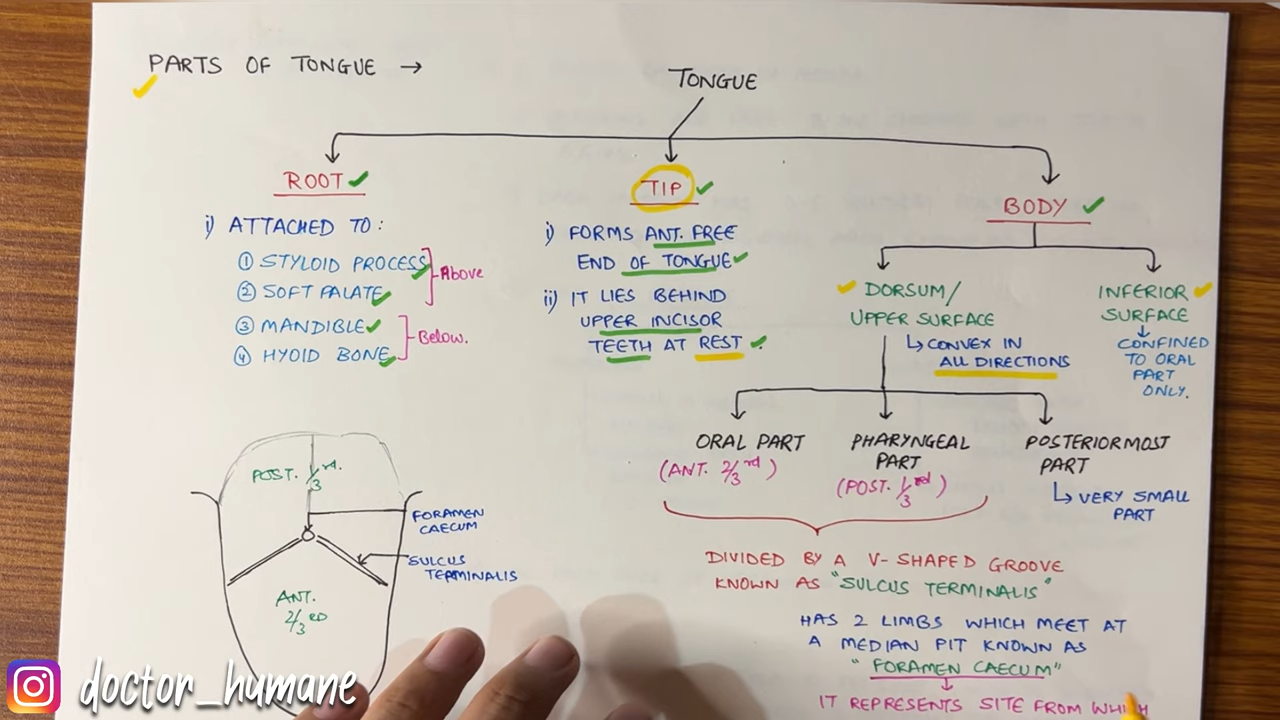 PARTS OF TONGUE →
TONGUE
ROOT
i) ATTACHED TO:
① STYLOID PROCESS
② SOFT PALATE
Above
③ MANDIBLE
④ HYOID BONE
Below.
TIP
i) FORMS ANT. FREE
END OF TONGUE
ii) IT LIES BEHIND
UPPER INCISOR
TEETH AT REST
BODY
DORSUM/
UPPER SURFACE
CONVEX IN
ALL DIRECTIONS
INFERIOR
SURFACE
CONFINED
TO ORAL
PART
ONLY.
ORAL PART
(ANT. 2/3rd)
PHARYNGEAL
PART
(POST. 1/3rd)
POSTERIORMOST
PART
VERY SMALL
PART
DIVIDED BY A V-SHAPED GROOVE
KNOWN AS "SULCUS TERMINALIS"
HAS 2 LIMBS WHICH MEET AT
A MEDIAN PIT KNOWN AS
"FORAMEN CAECUM"
IT REPRESENTS SITE FROM WHICH
POST. 1/3rd.
FORAMEN
CAECUM
SULCUS
TERMINALIS
ANT.
2/3RD
doctor_humane